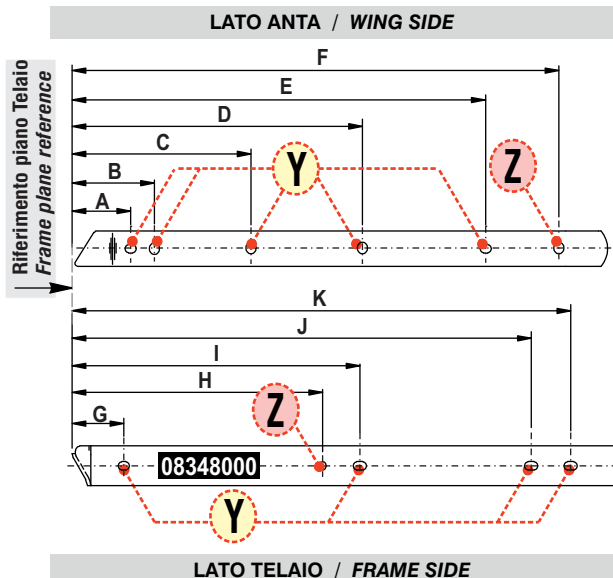 LATO ANTA / WING SIDE
Riferimento piano Telaio
Frame plane reference
F
E
D
C
B
A
Y
Z
K
J
I
H
G
Z
08348000
Y
LATO TELAIO / FRAME SIDE